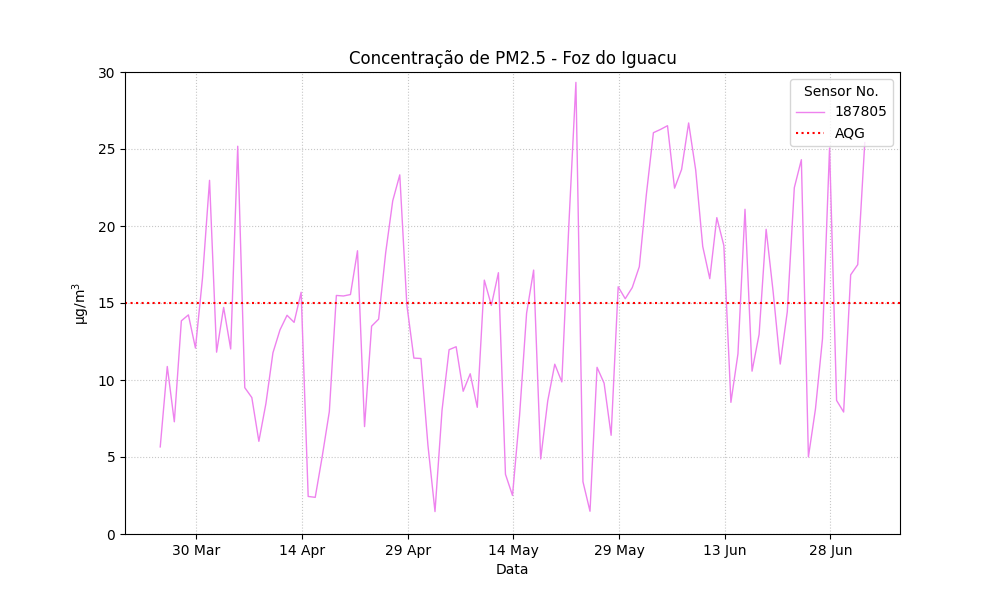 Concentração de PM2.5 - Foz do Iguacu
Sensor No.
187805
AQG
µg/m³
30
25
20
15
10
5
0
30 Mar
14 Apr
29 Apr
14 May
29 May
13 Jun
28 Jun
Data